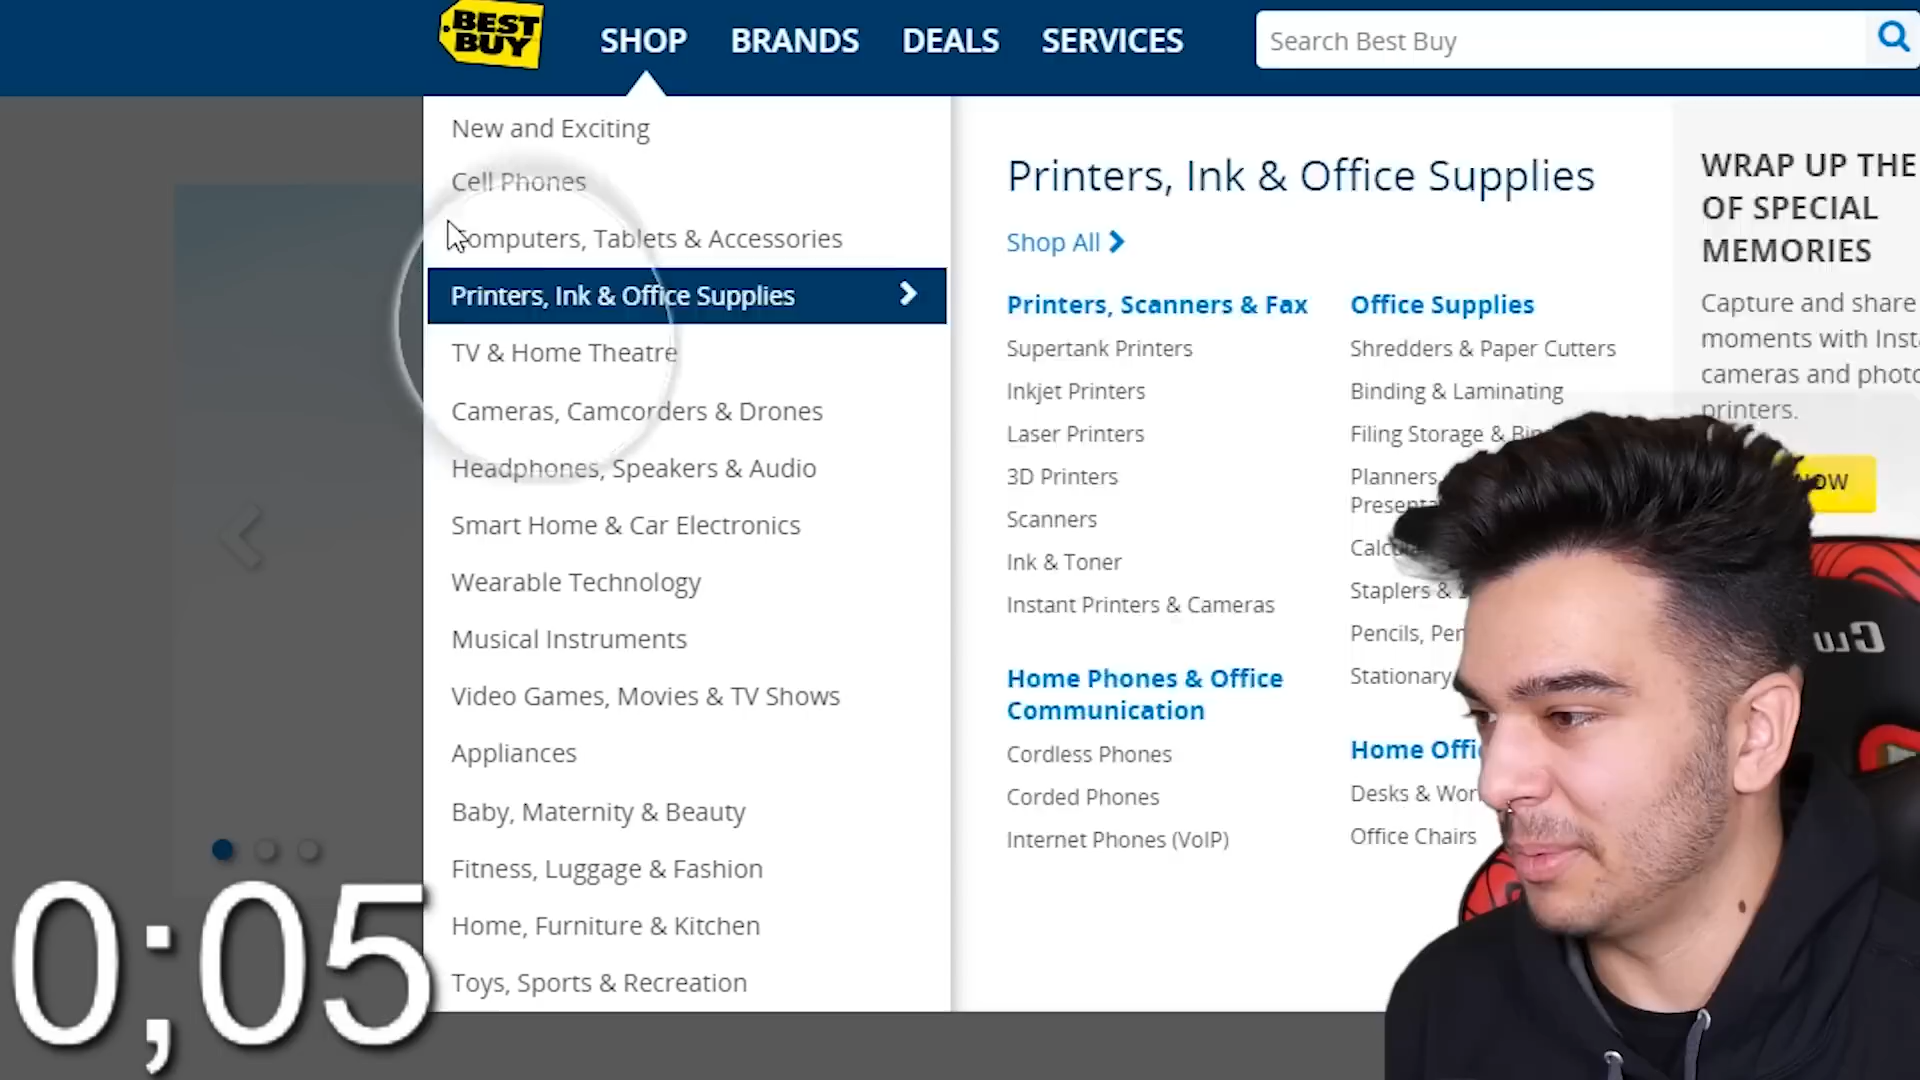 BEST
BUY
SHOP
BRANDS
DEALS
SERVICES
Search Best Buy
New and Exciting
Cell Phones
Computers, Tablets & Accessories
Printers, Ink & Office Supplies
TV & Home Theatre
Cameras, Camcorders & Drones
Headphones, Speakers & Audio
Smart Home & Car Electronics
Wearable Technology
Musical Instruments
Video Games, Movies & TV Shows
Appliances
Baby, Maternity & Beauty
Fitness, Luggage & Fashion
Home, Furniture & Kitchen
Toys, Sports & Recreation
Printers, Ink & Office Supplies
Shop All
Printers, Scanners & Fax
Supertank Printers
Inkjet Printers
Laser Printers
3D Printers
Scanners
Ink & Toner
Instant Printers & Cameras
Home Phones & Office
Communication
Cordless Phones
Corded Phones
Internet Phones (VoIP)
Office Supplies
Shredders & Paper Cutters
Binding & Laminating
Filing Storage &
Planners,
Staplers &
Pencils,
Stationary
Home
Desks &
Office Chairs
WRAP UP THE
OF SPECIAL
MEMORIES
Capture and share
moments with
cameras and
printers.
NOW
0;05